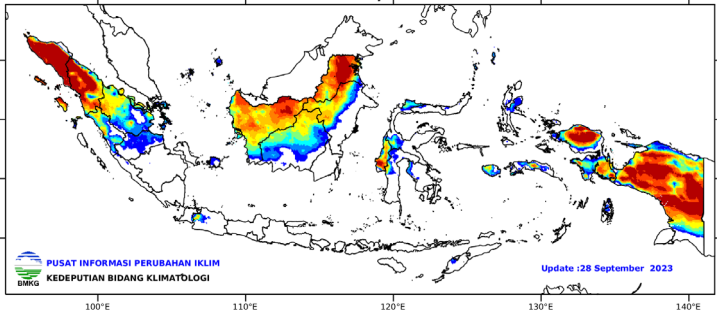 PUSAT INFORMASI PERUBAHAN IKLIM
KEDEPUTIAN BIDANG KLIMATOLOGI
BMKG
Update :28 September 2023
100°E 110°E 120°E 130°E 140°E